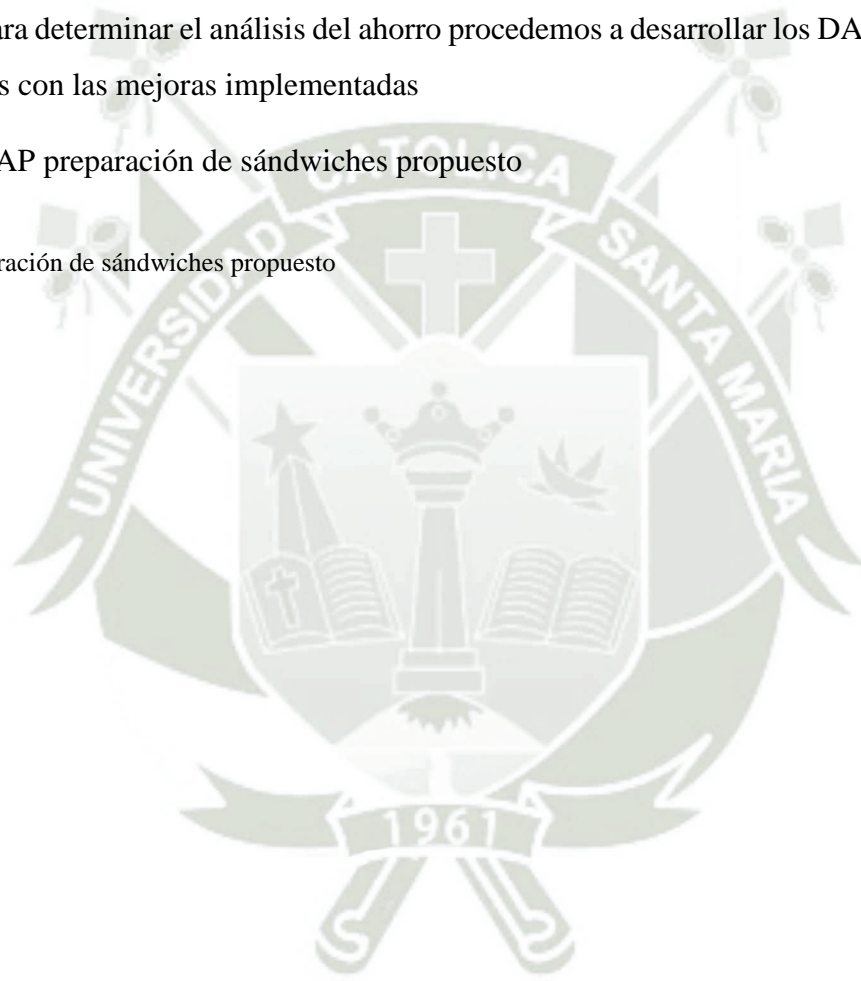 ara determinar el análisis del ahorro procedemos a desarrollar los DA
s con las mejoras implementadas
AP preparación de sándwiches propuesto
ración de sándwiches propuesto
UNIVERSIDAD CATOLICA SANTA MARIA
1961